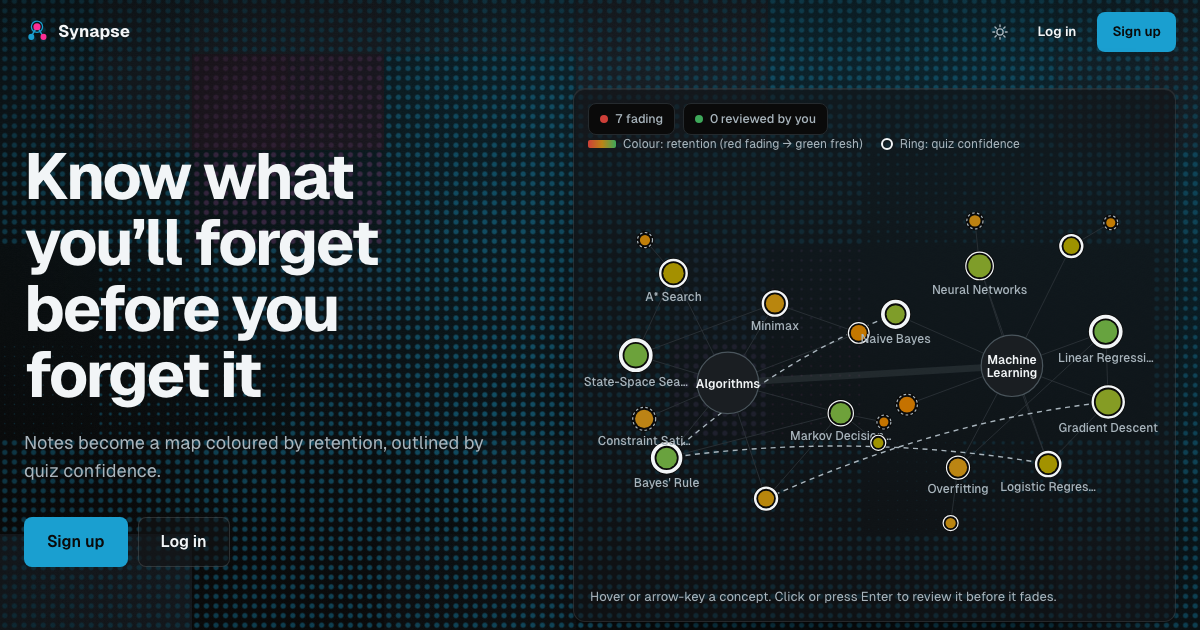 Synapse
Log in
Sign up
Know what
you’ll forget
before you
forget it
Notes become a map coloured by retention, outlined by
quiz confidence.
Sign up
Log in
7 fading
0 reviewed by you
Colour: retention (red fading → green fresh)
Ring: quiz confidence
A* Search
Minimax
Neural Networks
Naive Bayes
State-Space Sea…
Algorithms
Machine
Learning
Linear Regressi…
Constraint Sati…
Markov Decisio…
Gradient Descent
Bayes’ Rule
Overfitting
Logistic Regres…
Hover or arrow-key a concept. Click or press Enter to review it before it fades.